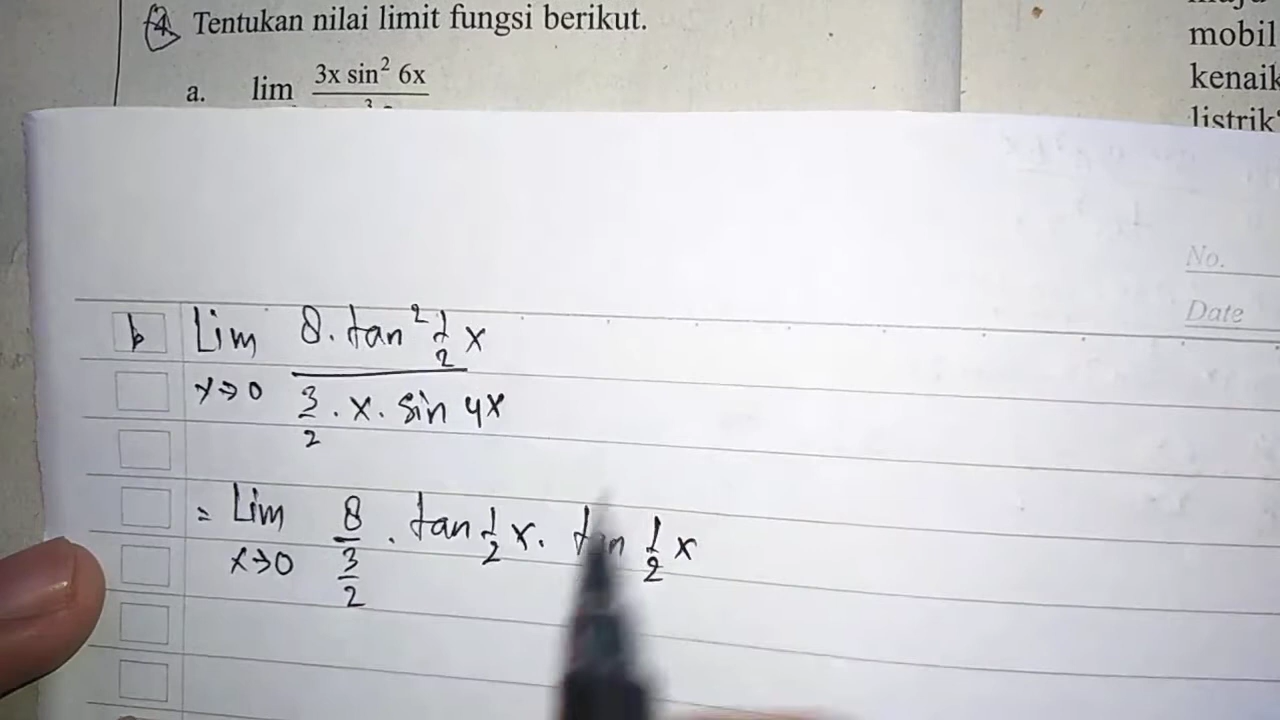 4. Tentukan nilai limit fungsi berikut.
a. lim 3x sin² 6x
mobil
kenaik
listrik
No.
Date
b Lim 8. tan² 1/2 x
x→0 3/2 . x. sin 4x
= Lim 8 . tan 1/2 x. tan 1/2 x
x→0 3/2